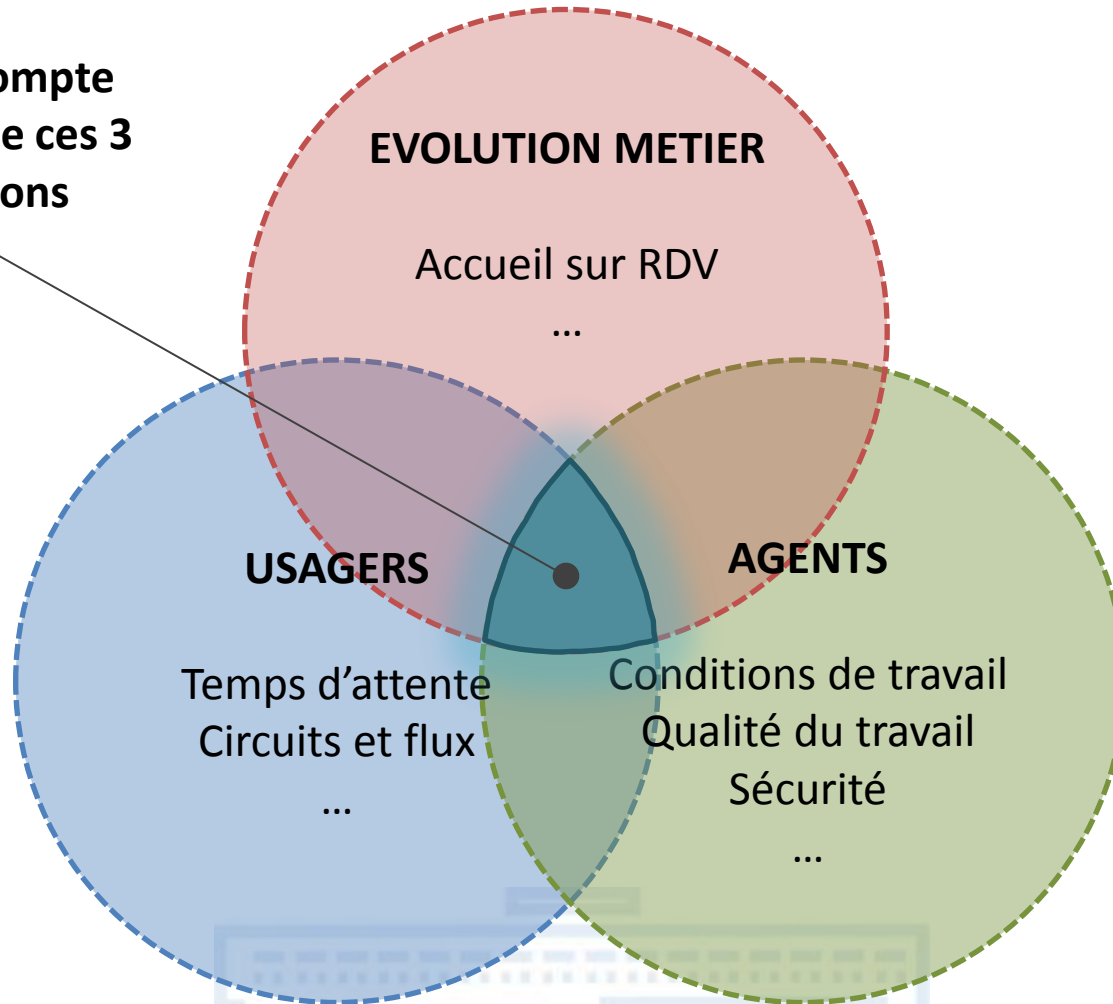 ompte
e ces 3
ons
EVOLUTION METIER
Accueil sur RDV
...
USAGERS
Temps d’attente
Circuits et flux
...
AGENTS
Conditions de travail
Qualité du travail
Sécurité
...